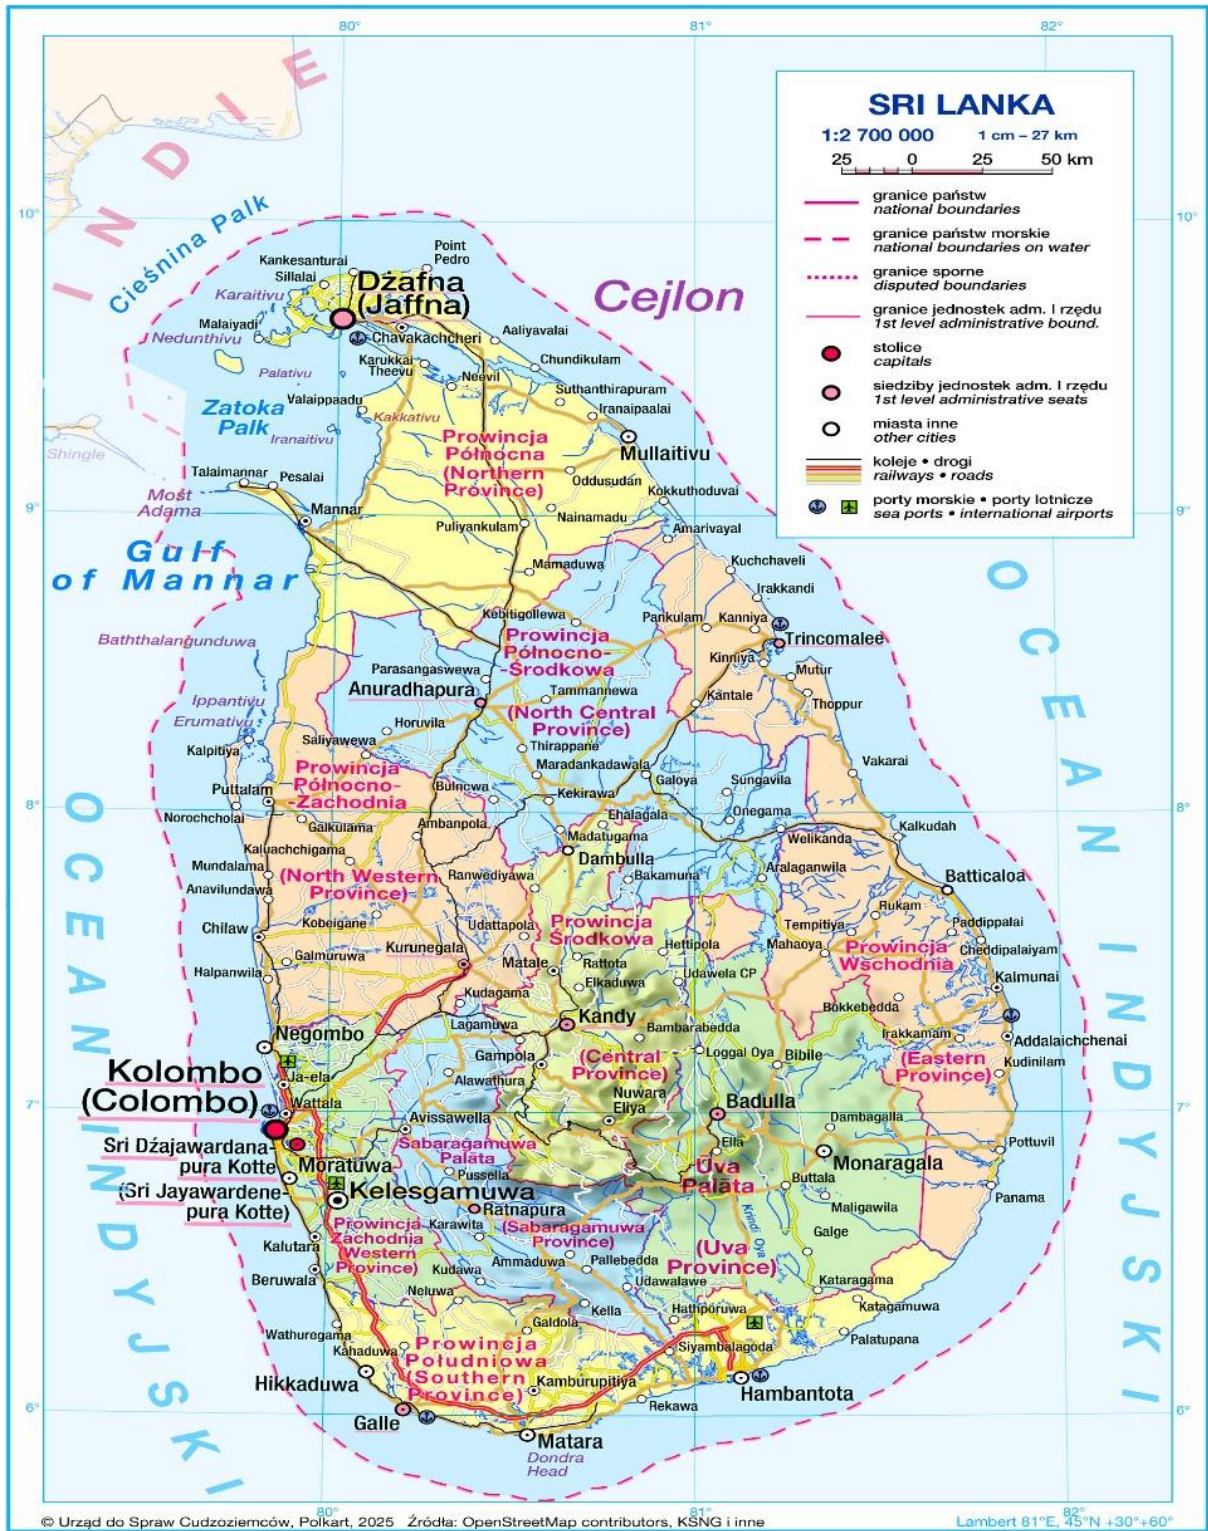 80°
81°
82°
INDIE
SRI LANKA
1:2 700 000 1 cm – 27 km
25 0 25 50 km
granice państw
national boundaries
granice państw morskie
national boundaries on water
granice sporne
disputed boundaries
granice jednostek adm. I rzędu
1st level administrative bound.
stolice
capitals
siedziby jednostek adm. I rzędu
1st level administrative seats
miasta inne
other cities
koleje • drogi
railways • roads
porty morskie • porty lotnicze
sea ports • international airports
10°
10°
Cieśnina Palk
Cejlon
Point
Pedro
Kankesanturai
Sillalai
Dżafna
(Jaffna)
Karaitivu
Malaiyadi
Nedunthivu
Chavakachcheri
Aaliyavalai
Karukkai
Theevu
Chundikulam
Palativu
Neevil
Suthanthirapuram
Valaippaadu
Zatoka
Palk
Kakkativu
Iranaipaalai
Iranaitivu
Prowincja
Północna
(Northern
Province)
Mullaitivu
Shingle
Talaimannar
Pesalai
Oddusudan
Kokkuthoduvai
Most
Adama
Mannar
9°
9°
Nainamadu
Puliyankulam
Amarivayal
Gulf
of Mannar
Mamaduwa
Kuchchaveli
Irakkandi
Kebitigollewa
Pankulam
Kanniya
Baththalangunduwa
Prowincja
Północno-
-Środkowa
Trincomalee
Kinniya
Parasangaswewa
Mutur
Anuradhapura
Tammannewa
Kantale
Thoppur
Ippantivu
(North Central
Province)
Erumativu
Horuvila
Kalpitiya
Saliyawewa
Thirappane
Vakarai
Prowincja
Północno-
-Zachodnia
Maradankadawala
Galoya
Sungavila
Puttalam
Bulncwa
Kekirawa
8°
8°
Norochcholai
Galkulama
Ambanpola
Ehalagala
Onegama
Kalkudah
Madatugama
Welikanda
Kaluachchigama
Dambulla
Mundalama
(North Western
Province)
Ranwediyawa
Bakamuna
Aralaganwila
Batticaloa
Anavilundawa
Rukam
Kobeigane
Udattapola
Prowincja
Środkowa
Tempitiya
Paddippalai
Chilaw
Kurunegala
Hettipola
Mahaoya
Prowincja
Wschodnia
Cheddipalaiyam
Galmuruwa
Matale
Rattota
Halpanwila
Udawela CP
Elkaduwa
Kalmunai
Kudagama
Bokkebedda
Kandy
Lagamuwa
Negombo
Bambarabedda
Irakkamam
Addalaichchenai
Gampola
(Central
Province)
Loggal Oya
Bibile
(Eastern
Province)
Kudinilam
Kolombo
(Colombo)
Ja-ela
Alawathura
Wattala
Nuwara
Eliya
Badulla
7°
7°
Avissawella
Dambagalla
Sri Dźajawardana-
pura Kotte
Sabaragamuwa
Palāta
Ella
Pottuvil
Moratuwa
Pussella
Uva
Palāta
Monaragala
(Sri Jayawardene-
pura Kotte)
Kelesgamuwa
Buttala
Panama
Ratnapura
Maligawila
Prowincja
Zachodnia
(Western
Province)
Karawita
(Sabaragamuwa
Province)
Krindi Oya
Galge
Kalutara
(Uva
Province)
Ammaduwa
Pallebedda
Beruwala
Kudawa
Udawalawe
Kataragama
Neluwa
Kella
Hathporuwa
Katagamuwa
Wathuregama
Galdola
Palatupana
Kahaduwa
Prowincja
Południowa
(Southern
Province)
Siyambalagoda
Hikkaduwa
Kamburupitiya
Hambantota
6°
6°
Galle
Rekawa
Matara
Dondra
Head
OCEAN INDYJSKI
OCEAN INDYJSKI
80°
81°
82°
© Urząd do Spraw Cudzoziemców, Polkart, 2025 Źródła: OpenStreetMap contributors, KSNG i inne
Lambert 81°E, 45°N +30°+60°